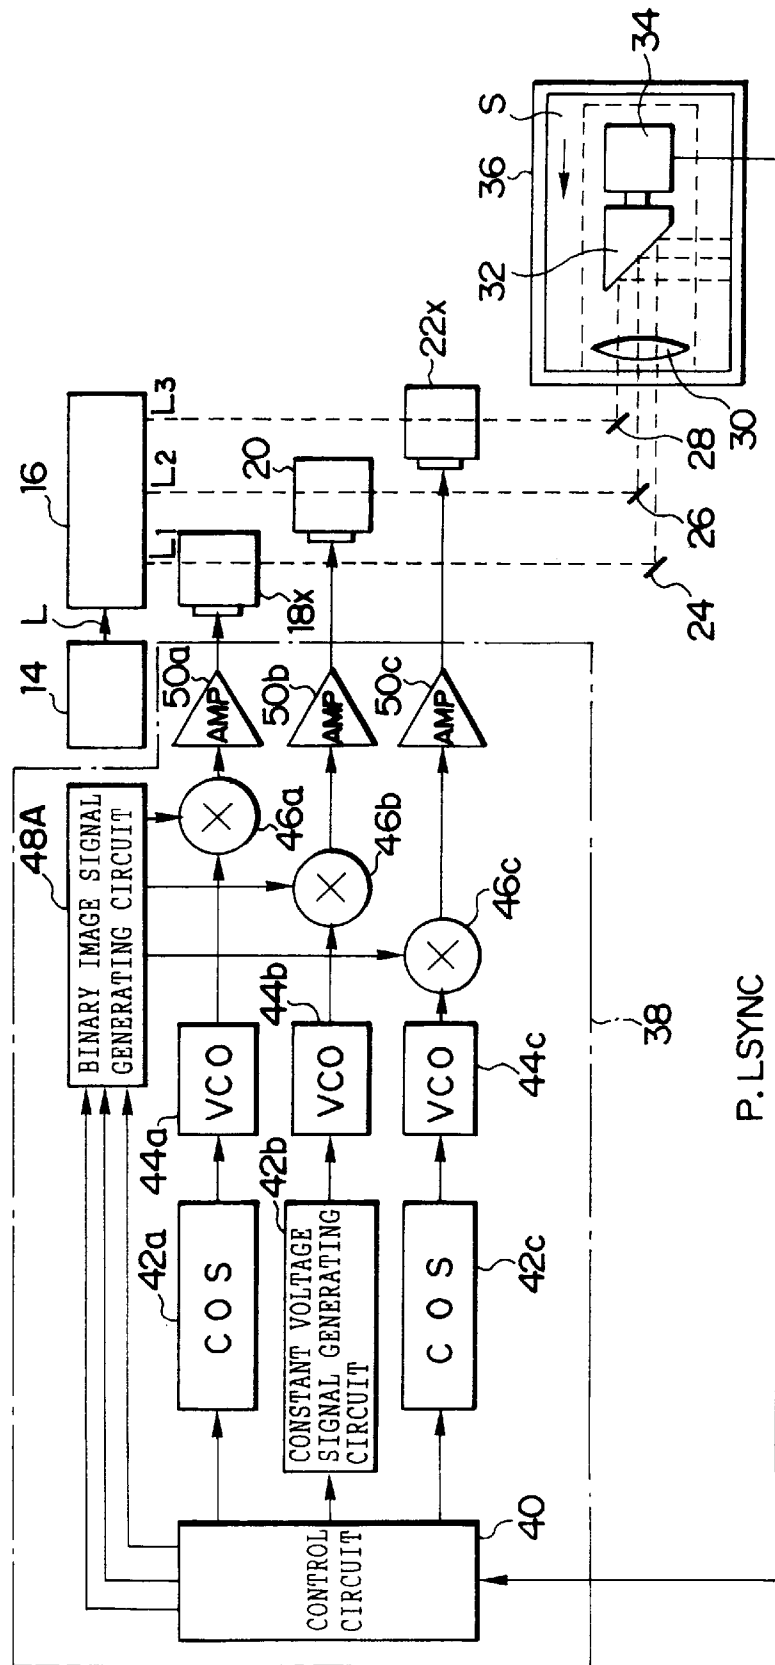 48A
BINARY IMAGE SIGNAL
GENERATING CIRCUIT
14
L
16
L1
L2
L3
44a
42a
COS
VCO
46a
50a
AMP
18x
CONTROL
CIRCUIT
40
42b
CONSTANT VOLTAGE
SIGNAL GENERATING
CIRCUIT
44b
VCO
46b
50b
AMP
20
42c
COS
44c
VCO
46c
50c
AMP
22x
38
24
26
28
30
32
36
S
34
P.LSYNC